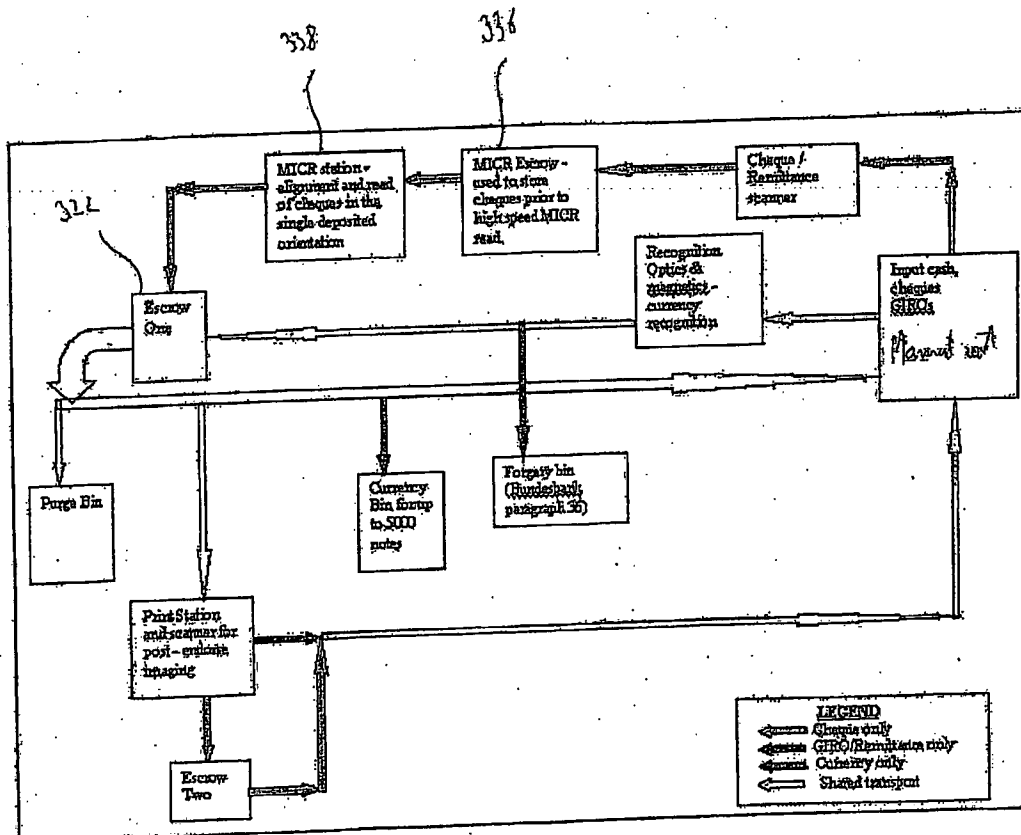 338
336
322
MICR station -
alignment and read
of cheques in the
single deposited
orientation
MICR Escrow -
used to store
cheques prior to
high speed MICR
read.
Cheque /
Remittance
scanner
Escrow
One
Recognition
Optics &
magnetics -
currency
recognition
Input cash,
cheques
GIROs
Purge Bin
Currency
Bin for up
to 5000
notes
Forgery bin
(Bundesbank
paragraph 36)
Print Station
and scanner for
post-endorse
imaging
Escrow
Two
LEGEND
Cheque only
GIRO/Remittance only
Currency only
Shared transport